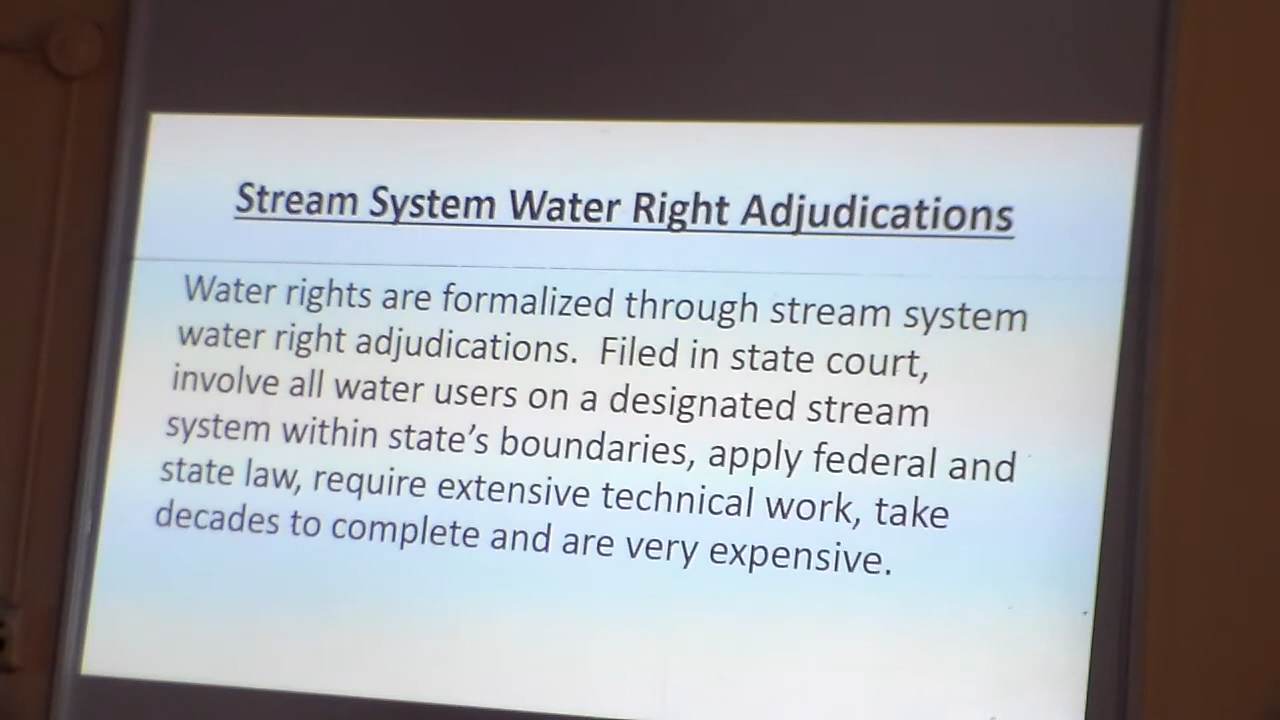 Stream System Water Right Adjudications
Water rights are formalized through stream system
water right adjudications.  Filed in state court,
involve all water users on a designated stream
system within state's boundaries, apply federal and
state law, require extensive technical work, take
decades to complete and are very expensive.